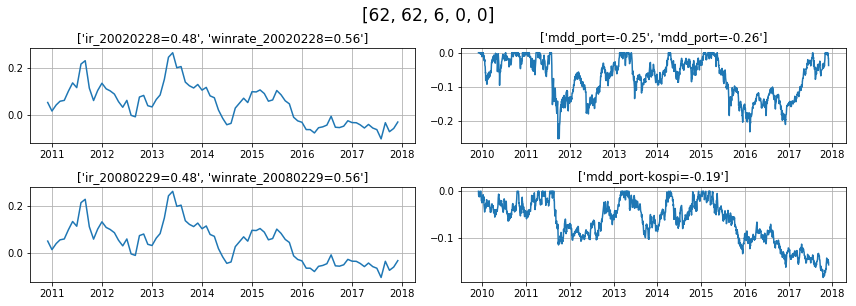 [62, 62, 6, 0, 0]
['ir_20020228=0.48', 'winrate_20020228=0.56']
0.2
0.0
2011 2012 2013 2014 2015 2016 2017 2018
['mdd_port=-0.25', 'mdd_port=-0.26']
0.0
−0.1
−0.2
2010 2011 2012 2013 2014 2015 2016 2017 2018
['ir_20080229=0.48', 'winrate_20080229=0.56']
0.2
0.0
2011 2012 2013 2014 2015 2016 2017 2018
['mdd_port-kospi=-0.19']
0.0
−0.1
2010 2011 2012 2013 2014 2015 2016 2017 2018